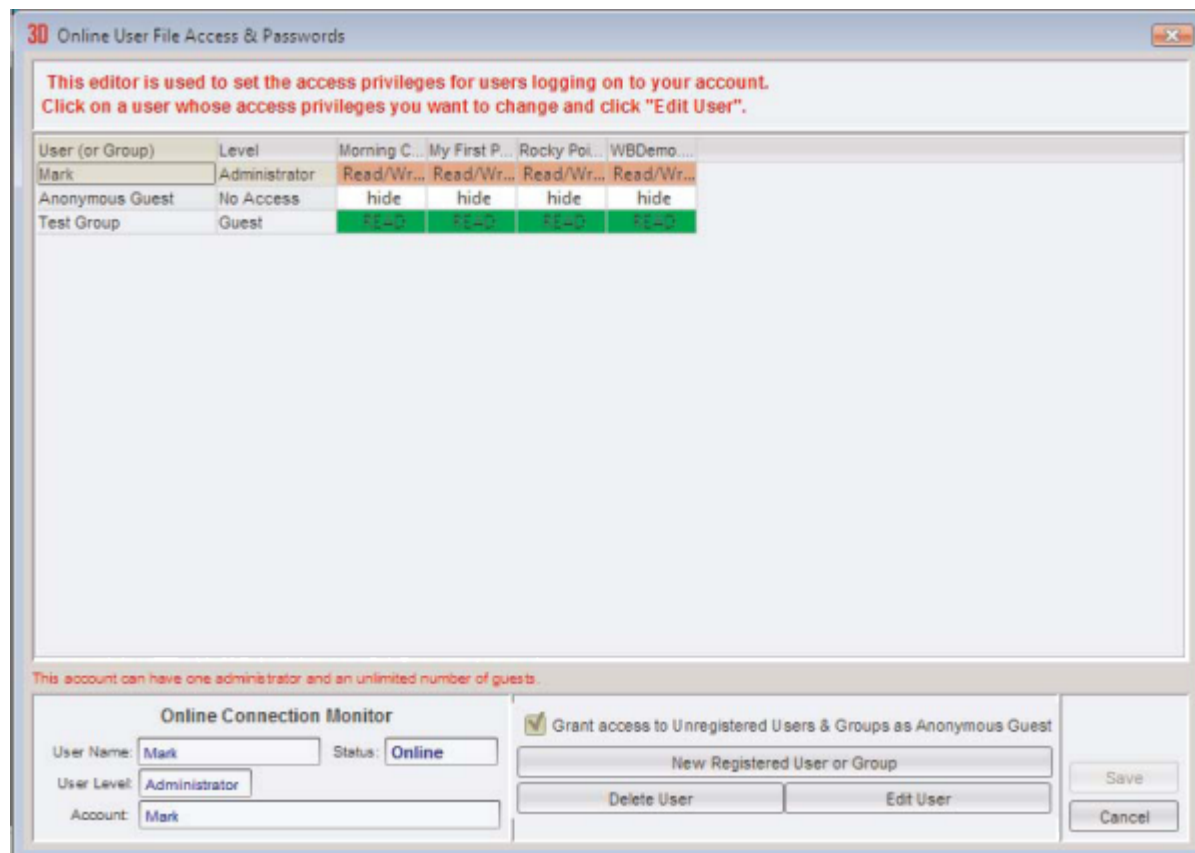 3D Online User File Access & Passwords
This editor is used to set the access privileges for users logging on to your account.
Click on a user whose access privileges you want to change and click "Edit User".
User (or Group) Level Morning C... My First P... Rocky Poi... WBDemo....
Mark Administrator Read/Wr... Read/Wr... Read/Wr... Read/Wr...
Anonymous Guest No Access hide hide hide hide
Test Group Guest READ READ READ READ
This account can have one administrator and an unlimited number of guests.
Online Connection Monitor
User Name: Mark Status: Online
User Level: Administrator
Account: Mark
Grant access to Unregistered Users & Groups as Anonymous Guest
New Registered User or Group
Delete User Edit User
Save
Cancel